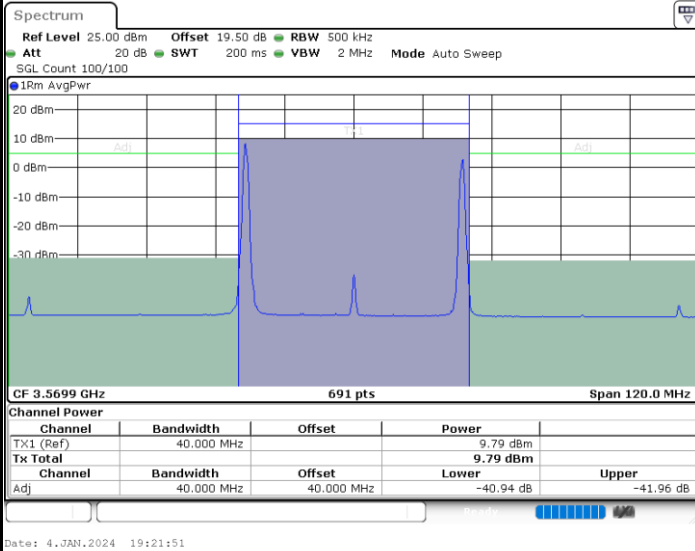 Spectrum
Ref Level 25.00 dBm Offset 19.50 dB RBW 500 kHz
Att 20 dB SWT 200 ms VBW 2 MHz Mode Auto Sweep
SGL Count 100/100
1Rm AvgPwr
20 dBm
TX1
10 dBm
Adj Adj
0 dBm
-10 dBm
-20 dBm
-30 dBm
CF 3.5699 GHz 691 pts Span 120.0 MHz
Channel Power
Channel Bandwidth Offset Power
TX1 (Ref) 40.000 MHz 9.79 dBm
Tx Total 9.79 dBm
Channel Bandwidth Offset Lower Upper
Adj 40.000 MHz 40.000 MHz -40.94 dB -41.96 dB
Ready
Date: 4.JAN.2024 19:21:51